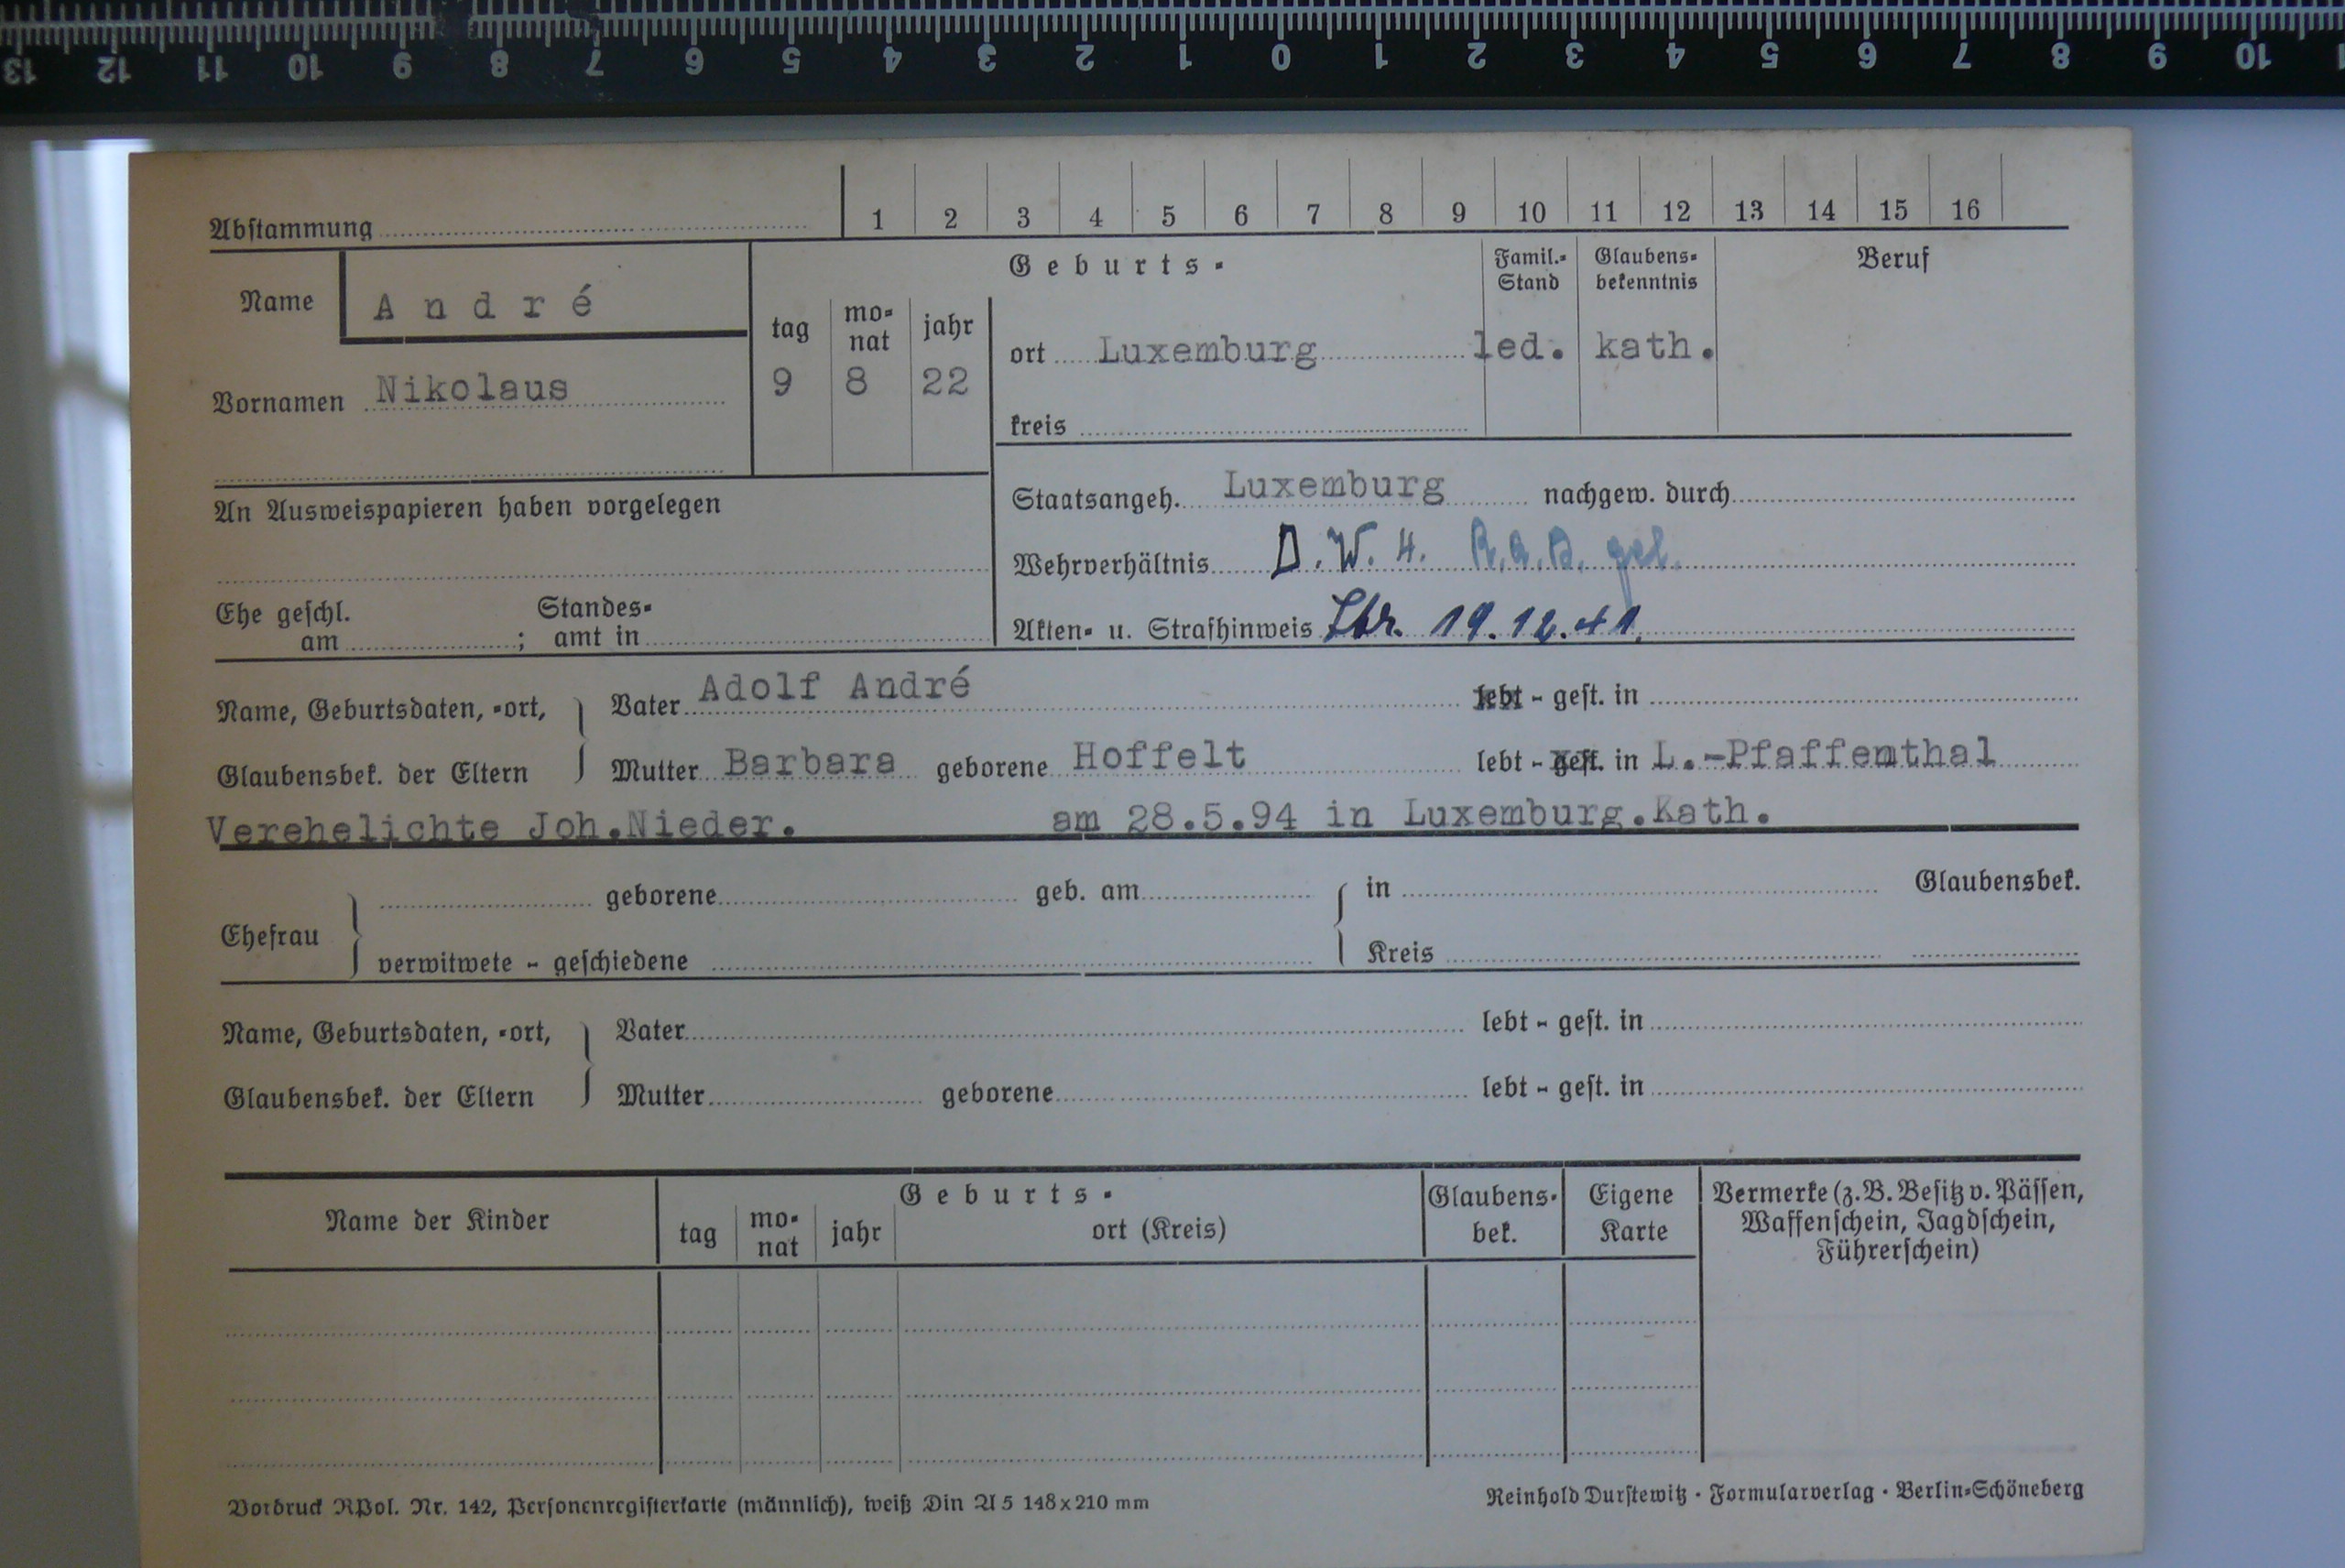 13 12 11 10 9 8 7 6 5 4 3 2 1 0 1 2 3 4 5 6 7 8 9 10
Abstammung 1 2 3 4 5 6 7 8 9 10 11 12 13 14 15 16
Name André
Vornamen Nikolaus
Geburts-
tag monat jahr
9 8 22
ort Luxemburg
kreis
Famil.-
Stand
led.
Glaubens-
bekenntnis
kath.
Beruf
An Ausweispapieren haben vorgelegen
Staatsangeh. Luxemburg nachgew. durch
Wehrverhältnis D.W.H. R.A.D. gel.
Ehe geschl. Standes-
am ; amt in
Akten- u. Strafhinweis 19.12.41.
Name, Geburtsdaten, -ort, Vater Adolf André lebt - gest. in
Glaubensbek. der Eltern Mutter Barbara geborene Hoffelt lebt - gest. in L.-Pfaffenthal
Verehelichte Joh.Nieder. am 28.5.94 in Luxemburg.Kath.
Ehefrau geborene geb. am in Glaubensbek.
verwitwete - geschiedene Kreis
Name, Geburtsdaten, -ort, Vater lebt - gest. in
Glaubensbek. der Eltern Mutter geborene lebt - gest. in
Name der Kinder
Geburts-
tag monat jahr ort (Kreis)
Glaubens-
bek.
Eigene
Karte
Vermerke (z.B. Besitz v. Pässen,
Waffenschein, Jagdschein,
Führerschein)
Vordruck RPol. Nr. 142, Personenregisterkarte (männlich), weiß Din A 5 148x210 mm
Reinhold Durstewitz · Formularverlag · Berlin-Schöneberg